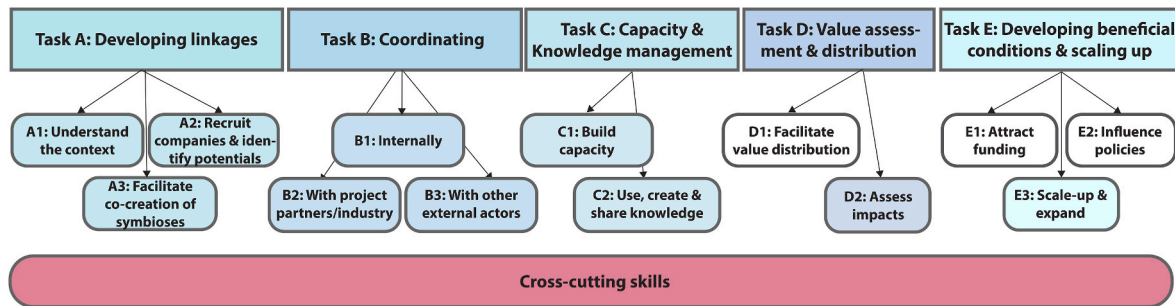 Task A: Developing linkages
Task B: Coordinating
Task C: Capacity &
Knowledge management
Task D: Value assess-
ment & distribution
Task E: Developing beneficial
conditions & scaling up
A1: Understand
the context
A2: Recruit
companies & iden-
tify potentials
A3: Facilitate
co-creation of
symbioses
B1: Internally
B2: With project
partners/industry
B3: With other
external actors
C1: Build
capacity
C2: Use, create &
share knowledge
D1: Facilitate
value distribution
D2: Assess
impacts
E1: Attract
funding
E2: Influence
policies
E3: Scale-up &
expand
Cross-cutting skills